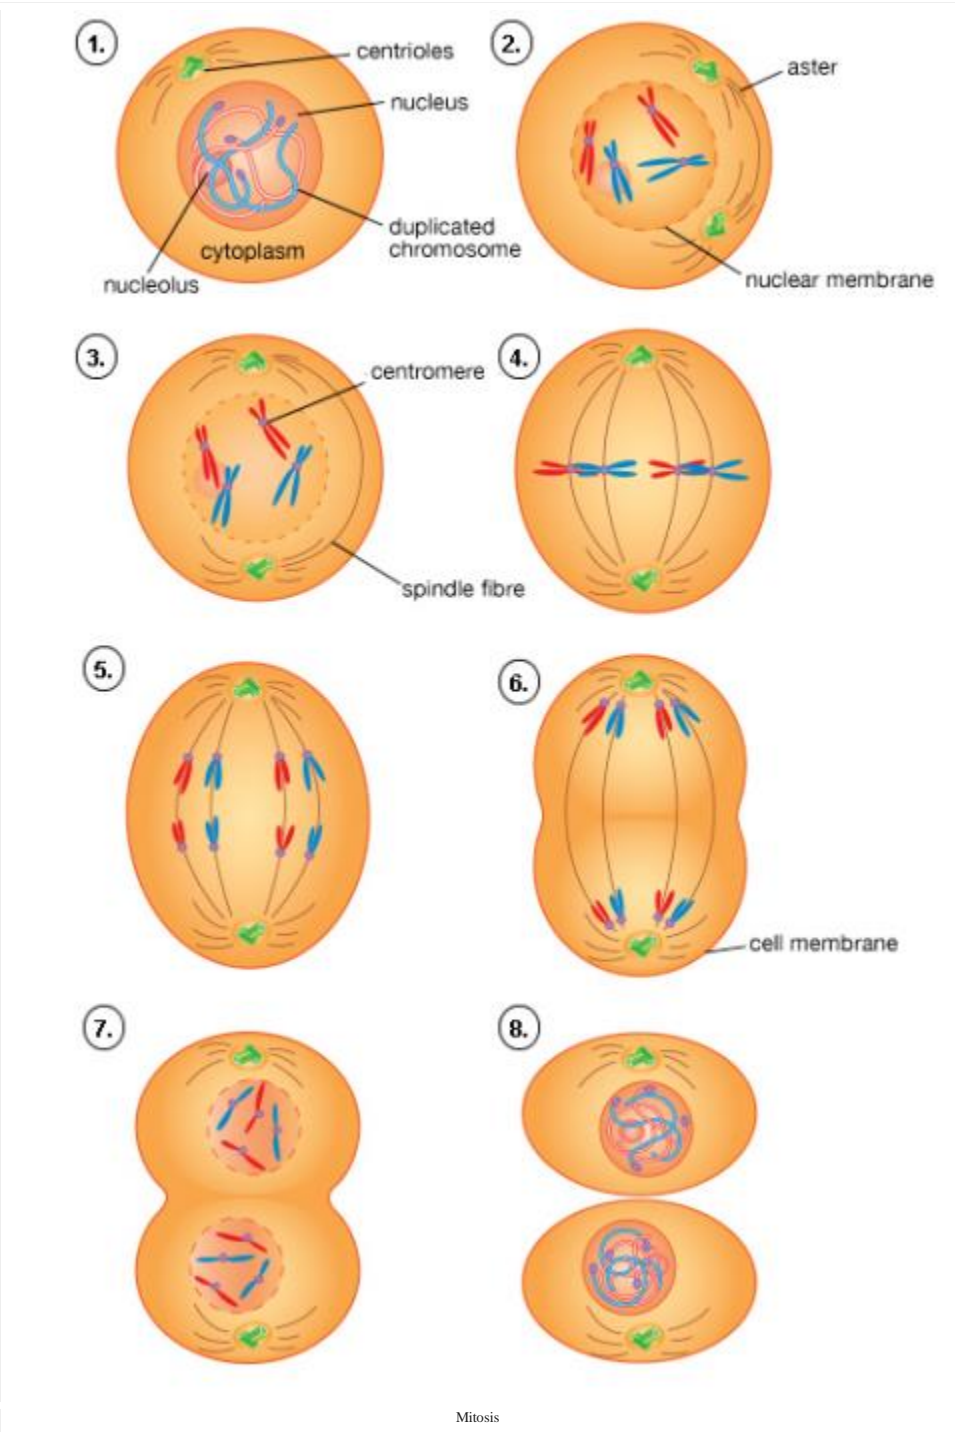 1.
centrioles
nucleus
duplicated
chromosome
cytoplasm
nucleolus
2.
aster
nuclear membrane
3.
centromere
spindle fibre
4.
5.
6.
cell membrane
7.
8.
Mitosis